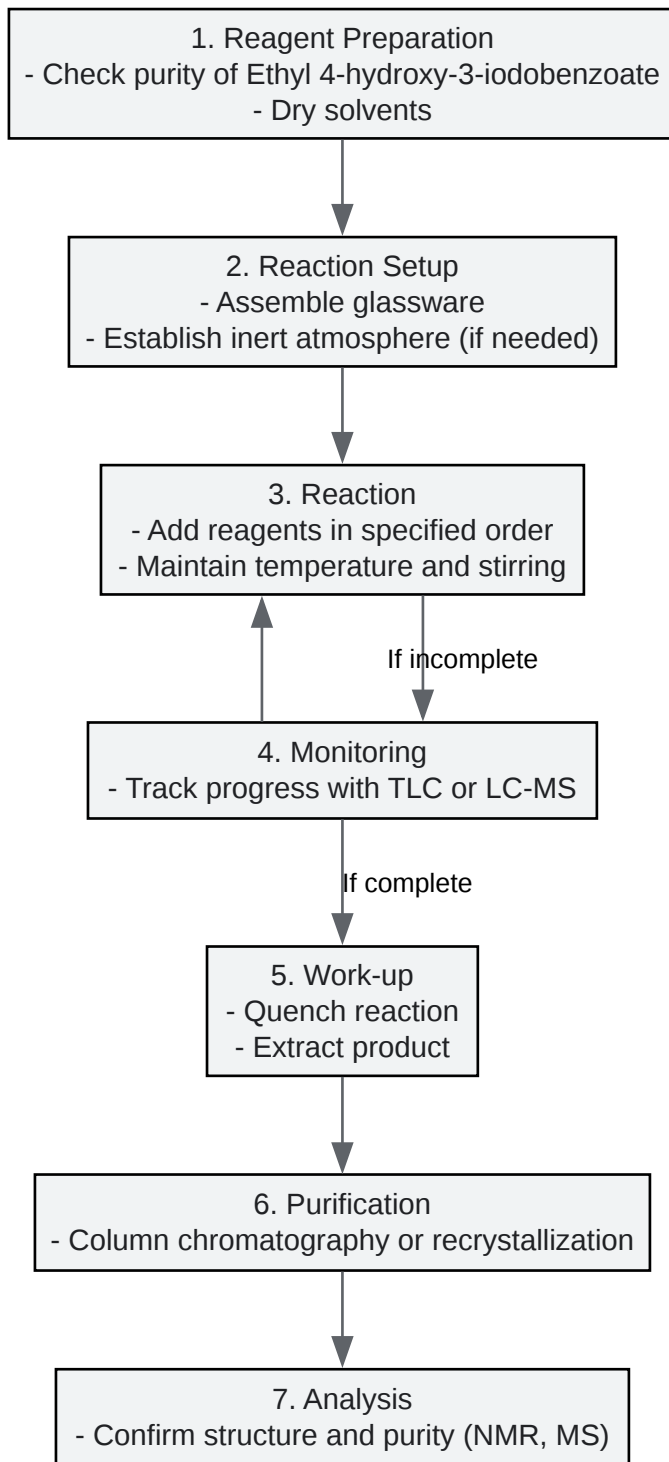 1. Reagent Preparation
- Check purity of Ethyl 4-hydroxy-3-iodobenzoate
- Dry solvents
2. Reaction Setup
- Assemble glassware
- Establish inert atmosphere (if needed)
3. Reaction
- Add reagents in specified order
- Maintain temperature and stirring
If incomplete
4. Monitoring
- Track progress with TLC or LC-MS
If complete
5. Work-up
- Quench reaction
- Extract product
6. Purification
- Column chromatography or recrystallization
7. Analysis
- Confirm structure and purity (NMR, MS)